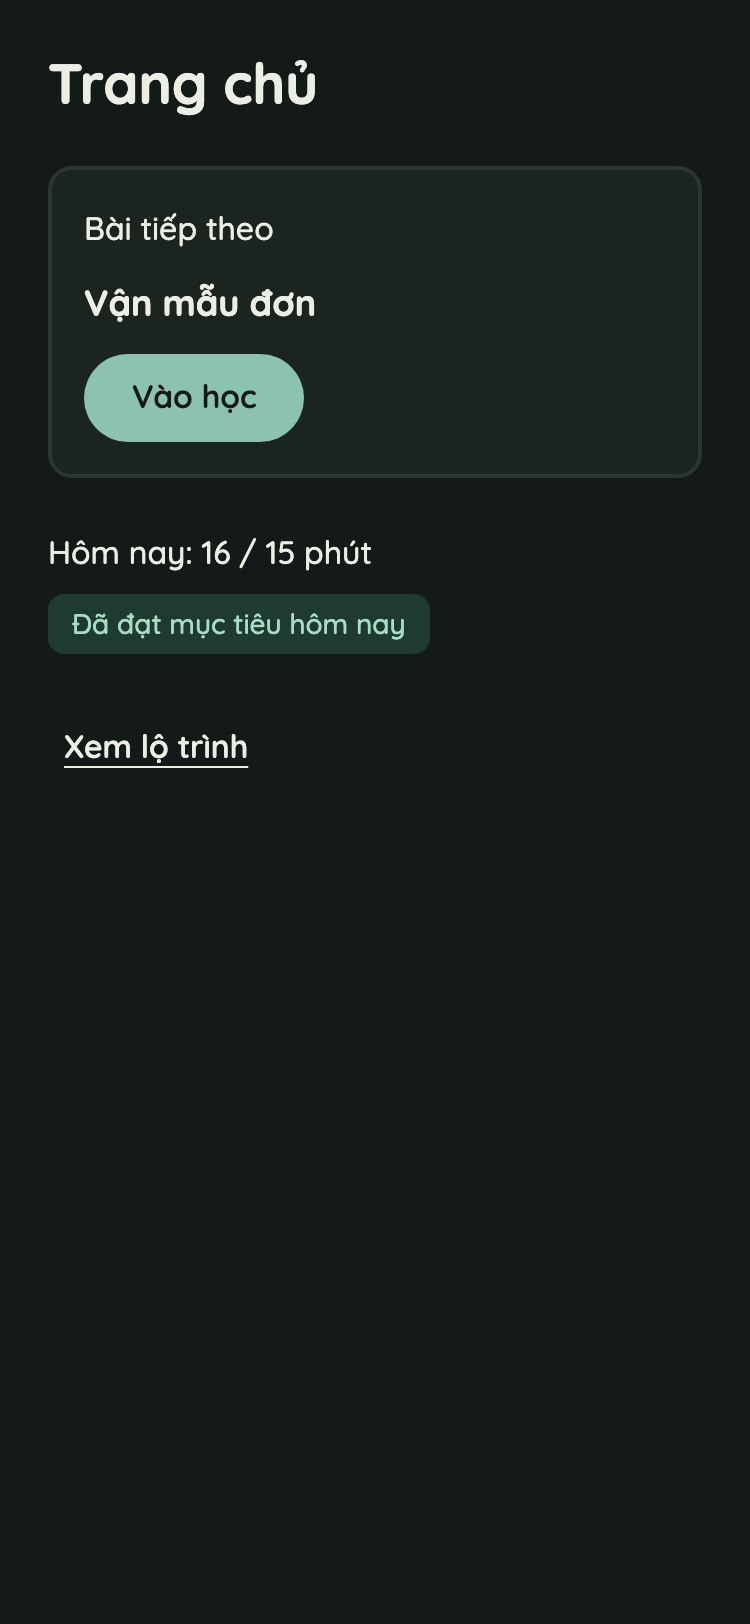 Trang chủ
Bài tiếp theo
Vận mẫu đơn
Vào học
Hôm nay: 16 / 15 phút
Đã đạt mục tiêu hôm nay
Xem lộ trình